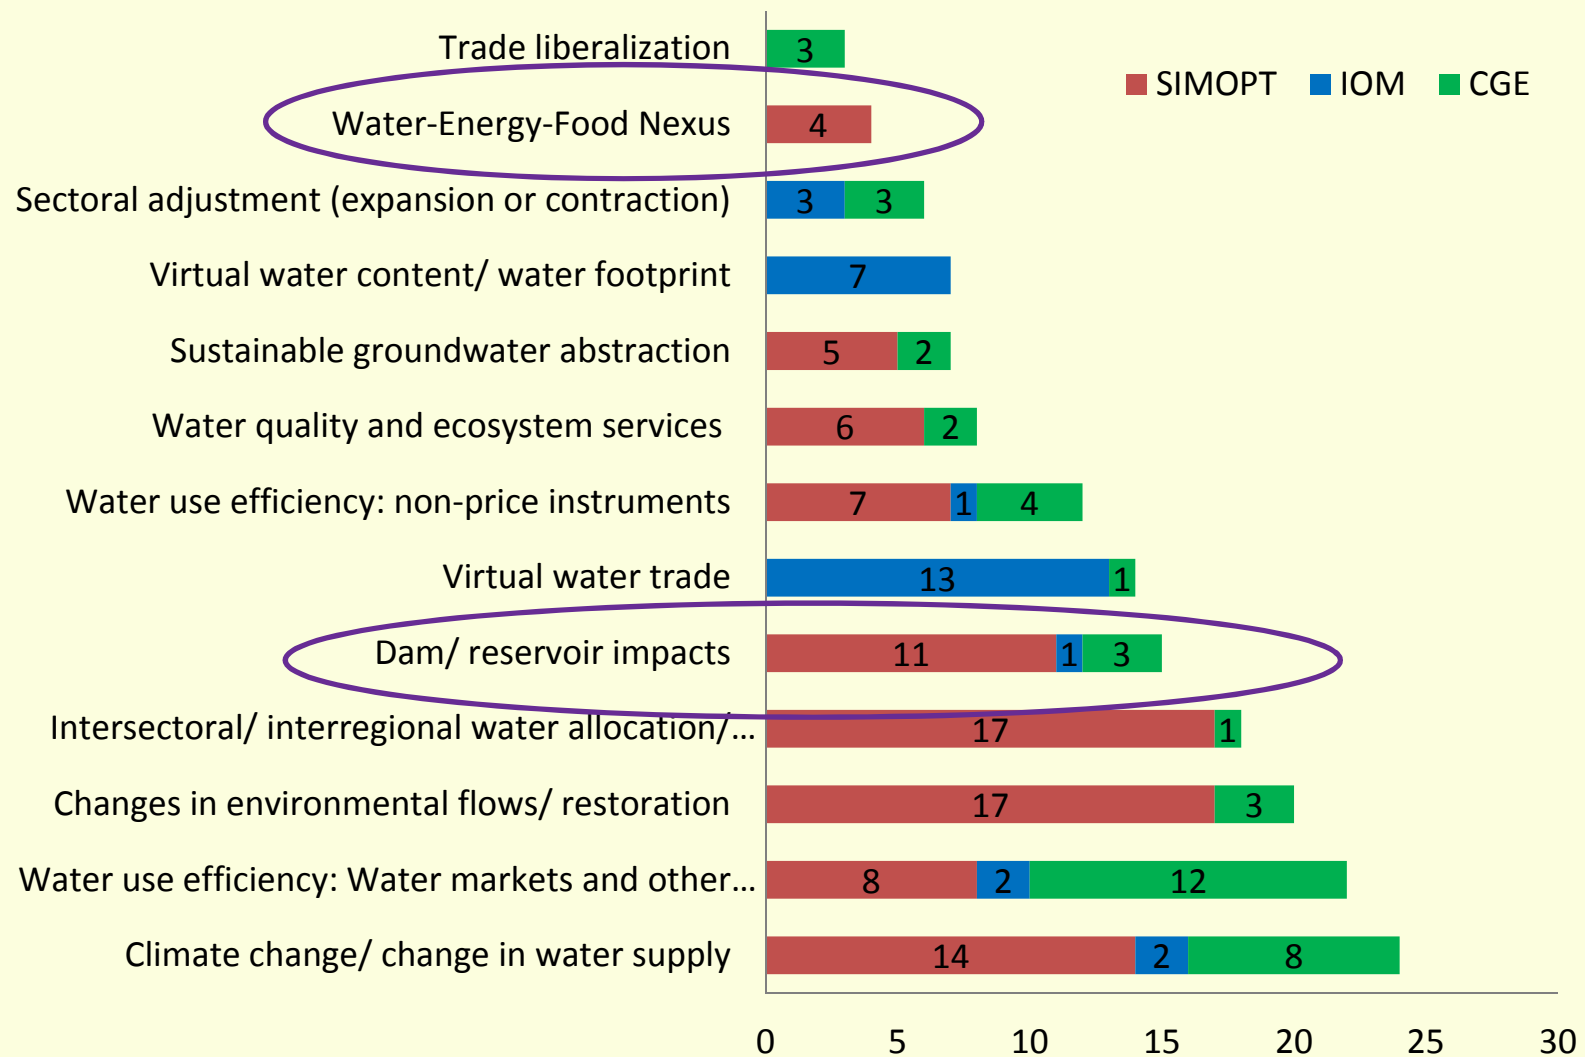 Trade liberalization 3
SIMOPT IOM CGE
Water-Energy-Food Nexus 4
Sectoral adjustment (expansion or contraction) 3 3
Virtual water content/ water footprint 7
Sustainable groundwater abstraction 5 2
Water quality and ecosystem services 6 2
Water use efficiency: non-price instruments 7 1 4
Virtual water trade 13 1
Dam/ reservoir impacts 11 1 3
Intersectoral/ interregional water allocation/… 17 1
Changes in environmental flows/ restoration 17 3
Water use efficiency: Water markets and other… 8 2 12
Climate change/ change in water supply 14 2 8
0 5 10 15 20 25 30